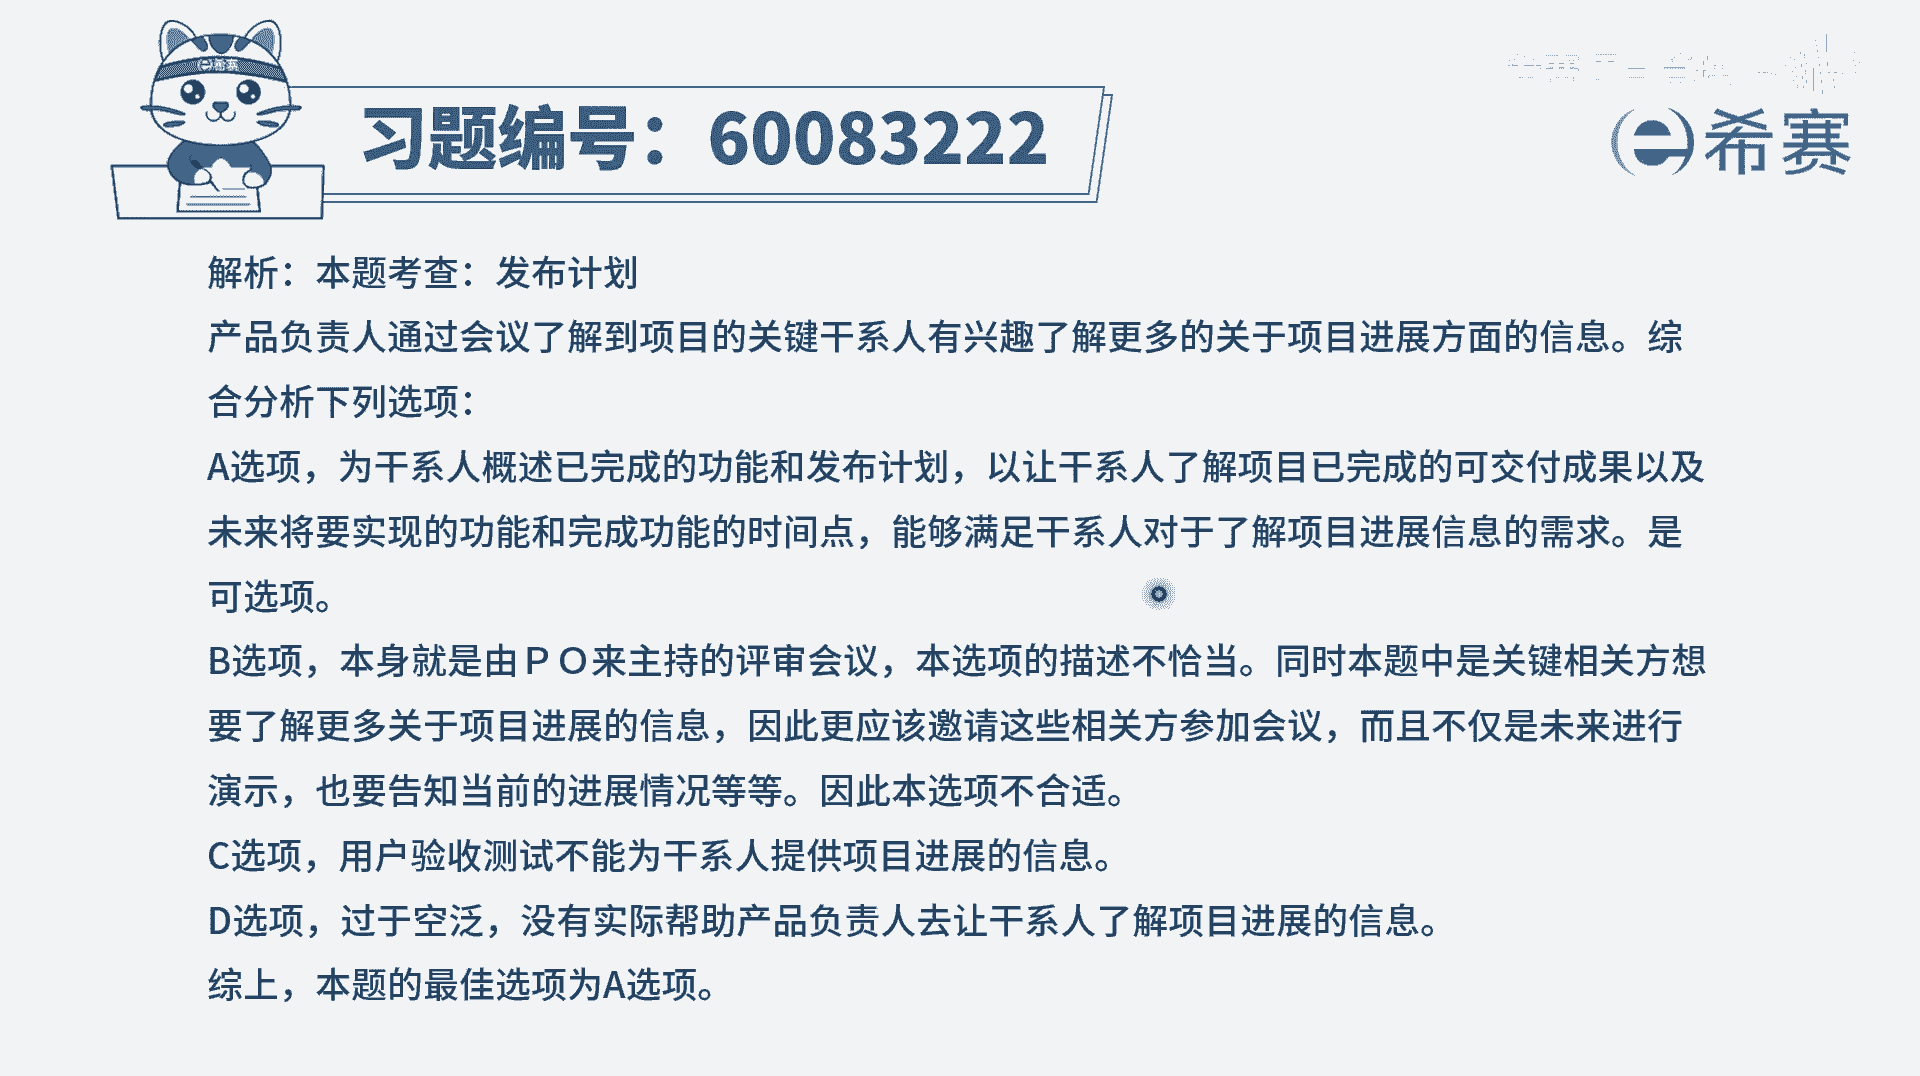 e希赛
习题编号：60083222
e希赛
解析：本题考查：发布计划
产品负责人通过会议了解到项目的关键干系人有兴趣了解更多的关于项目进展方面的信息。综
合分析下列选项：
A选项，为干系人概述已完成的功能和发布计划，以让干系人了解项目已完成的可交付成果以及
未来将要实现的功能和完成功能的时间点，能够满足干系人对于了解项目进展信息的需求。是
可选项。
B选项，本身就是由ＰＯ来主持的评审会议，本选项的描述不恰当。同时本题中是关键相关方想
要了解更多关于项目进展的信息，因此更应该邀请这些相关方参加会议，而且不仅是未来进行
演示，也要告知当前的进展情况等等。因此本选项不合适。
C选项，用户验收测试不能为干系人提供项目进展的信息。
D选项，过于空泛，没有实际帮助产品负责人去让干系人了解项目进展的信息。
综上，本题的最佳选项为A选项。